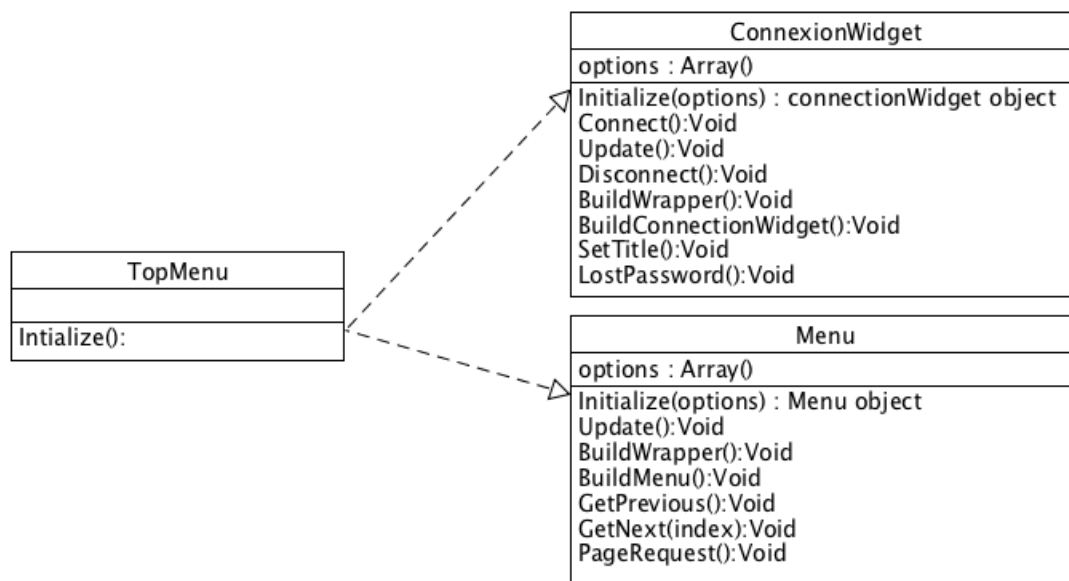 ConnexionWidget
options : Array()
Initialize(options) : connectionWidget object
Connect():Void
Update():Void
Disconnect():Void
BuildWrapper():Void
BuildConnectionWidget():Void
SetTitle():Void
LostPassword():Void
TopMenu
Intialize():
Menu
options : Array()
Initialize(options) : Menu object
Update():Void
BuildWrapper():Void
BuildMenu():Void
GetPrevious():Void
GetNext(index):Void
PageRequest():Void